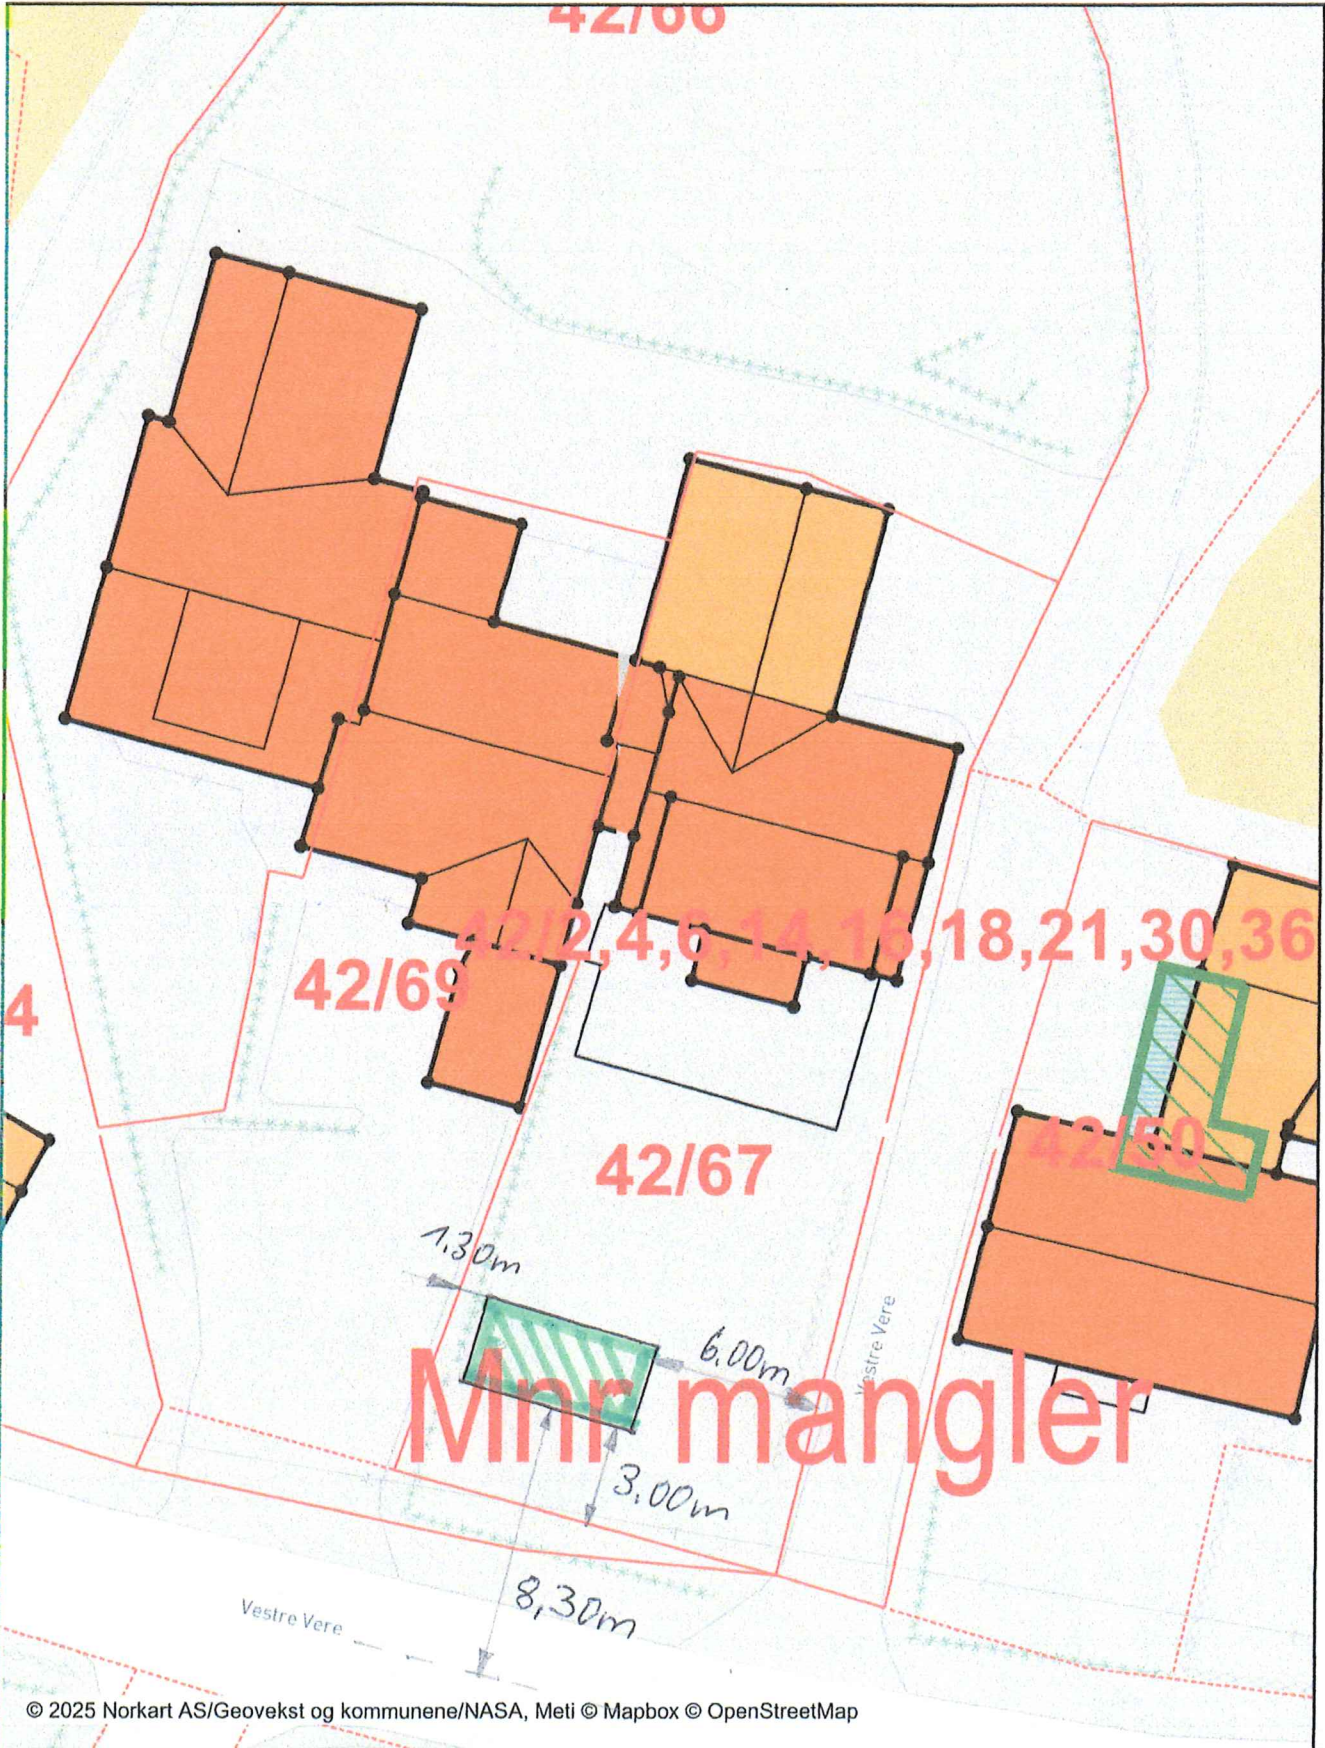 42/66
42/2,4,6,14,16,18,21,30,36
42/69
4
42/50
42/67
1,30m
6,00m
Vestre Vere
Mnr mangler
3,00m
8,30m
Vestre Vere
© 2025 Norkart AS/Geovekst og kommunene/NASA, Meti © Mapbox © OpenStreetMap